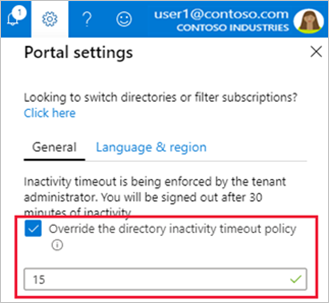 1
user1@contoso.com
CONTOSO INDUSTRIES
Portal settings
Looking to switch directories or filter subscriptions?
Click here
General
Language & region
Inactivity timeout is being enforced by the tenant
administrator. You will be signed out after 30
minutes of inactivity.
Override the directory inactivity timeout policy
15